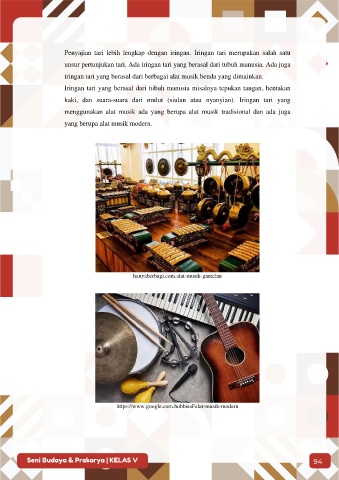 Penyajian tari lebih lengkap dengan iringan. Iringan tari merupakan salah satu
unsur pertunjukan tari. Ada iringan tari yang berasal dari tubuh manusia. Ada juga
iringan tari yang berasal dari berbagai alat musik benda yang dimainkan.
Iringan tari yang berasal dari tubuh manusia misalnya tepukan tangan, hentakan
kaki, dan suara-suara dari mulut (siulan atau nyanyian). Iringan tari yang
menggunakan alat musik ada yang berupa alat musik tradisional dan ada juga
yang berupa alat musik modern.
hanyaberbagi.com.alat-musik-gamelan
https://www.google.com.hobbiesFalat-musik-modern
Seni Budaya & Prakarya | KELAS V
94